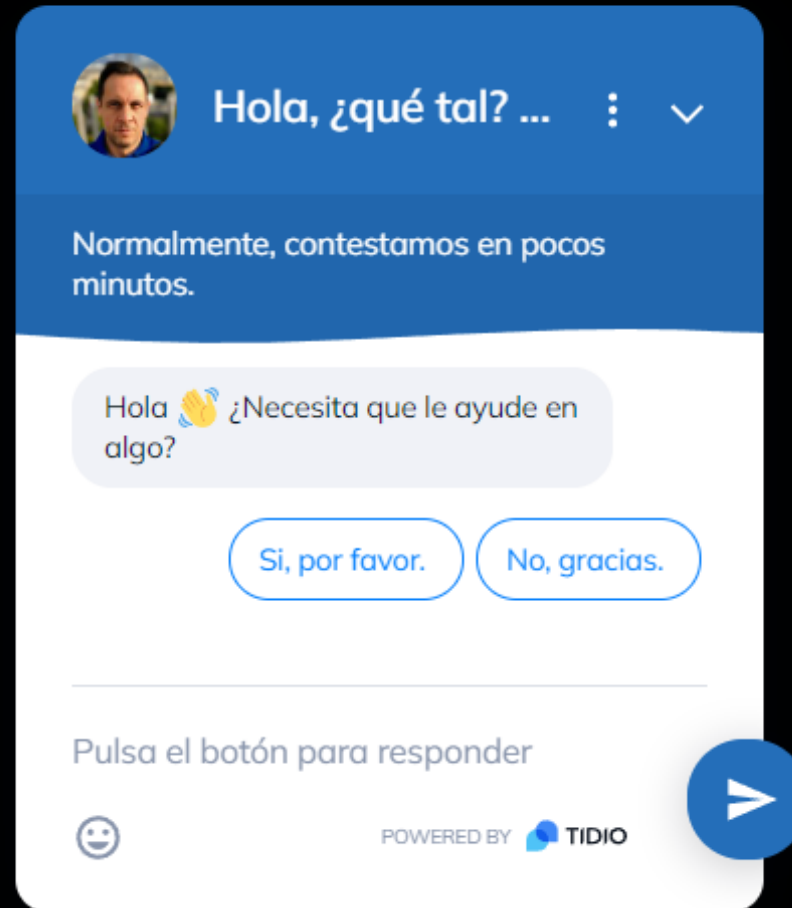 Hola, ¿qué tal? ...
Normalmente, contestamos en pocos
minutos.
Hola 👋 ¿Necesita que le ayude en
algo?
Si, por favor.
No, gracias.
Pulsa el botón para responder
POWERED BY TIDIO